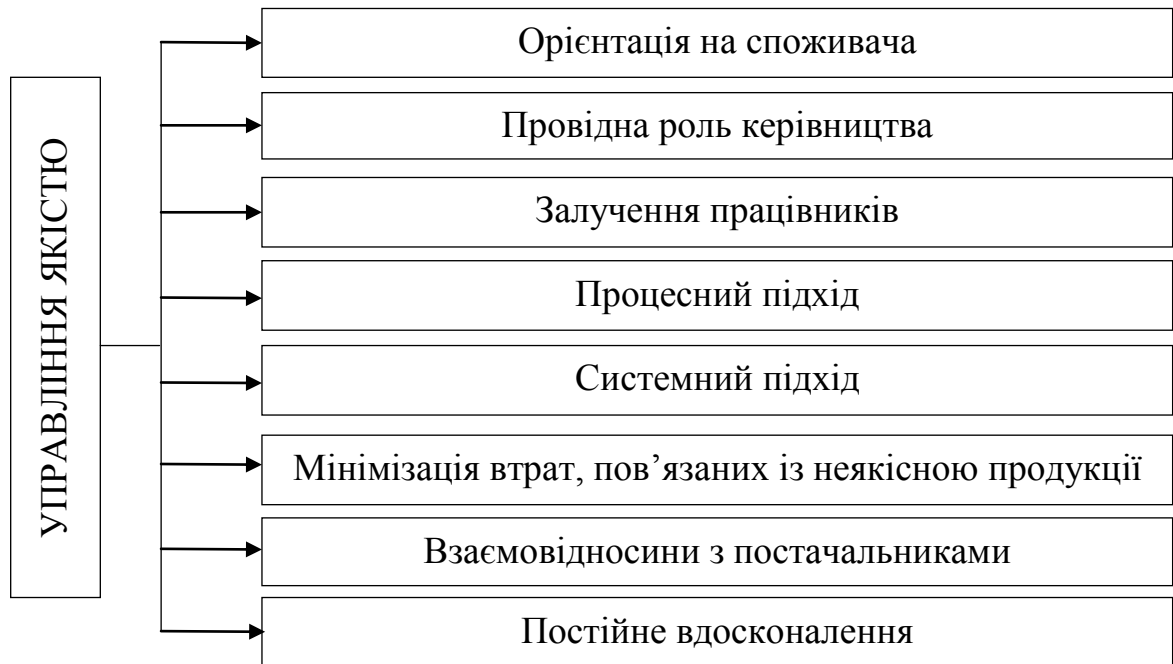 УПРАВЛІННЯ ЯКІСТЮ
Орієнтація на споживача
Провідна роль керівництва
Залучення працівників
Процесний підхід
Системний підхід
Мінімізація втрат, пов’язаних із неякісною продукції
Взаємовідносини з постачальниками
Постійне вдосконалення